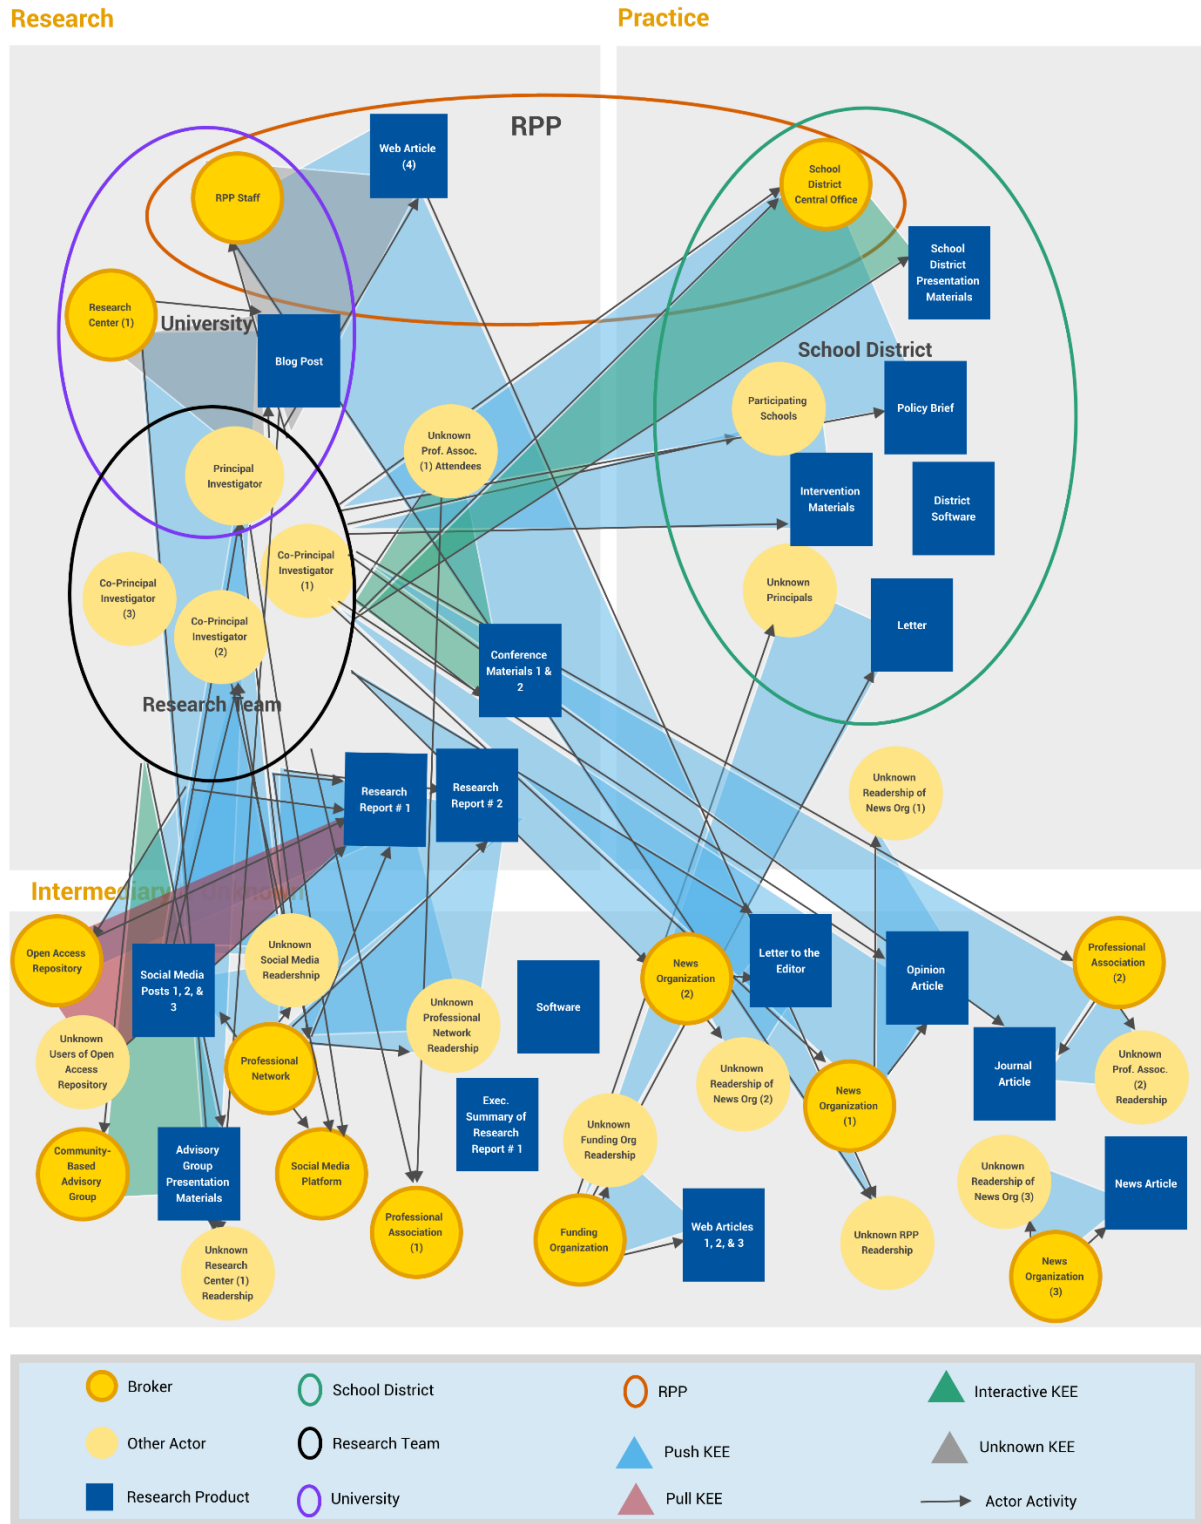 Research
Practice
RPP
Web Article
(4)
RPP Staff
School
District
Central Office
School
District
Presentation
Materials
Research
Center (1)
University
Blog Post
School District
Participating
Schools
Policy Brief
Unknown
Prof. Assoc.
(1) Attendees
Principal
Investigator
Intervention
Materials
District
Software
Co-Principal
Investigator
(1)
Co-Principal
Investigator
(3)
Co-Principal
Investigator
(2)
Unknown
Principals
Letter
Conference
Materials 1 &
2
Research Team
Research
Report # 1
Research
Report # 2
Unknown
Readership of
News Org (1)
Intermediary
Unknown
Open Access
Repository
Social Media
Posts 1, 2, &
3
Unknown
Social Media
Readershnip
News
Organization
(2)
Letter to the
Editor
Opinion
Article
Professional
Association
(2)
Software
Unknown
Professional
Network
Readership
Unknown
Users of Open
Access
Repository
Professional
Network
Unknown
Readership of
News Org (2)
News
Organization
(1)
Journal
Article
Unknown
Prof. Assoc.
(2)
Readership
Exec.
Summary of
Research
Report # 1
Unknown
Funding Org
Readership
Community-
Based
Advisory
Group
Advisory
Group
Presentation
Materials
Social Media
Platform
Unknown
Readership of
News Org (3)
News Article
Professional
Association
(1)
Funding
Organization
Web Articles
1, 2, & 3
Unknown RPP
Readership
Unknown
Research
Center (1)
Readership
News
Organization
(3)
Broker
School District
RPP
Interactive KEE
Other Actor
Research Team
Push KEE
Unknown KEE
Research Product
University
Pull KEE
Actor Activity